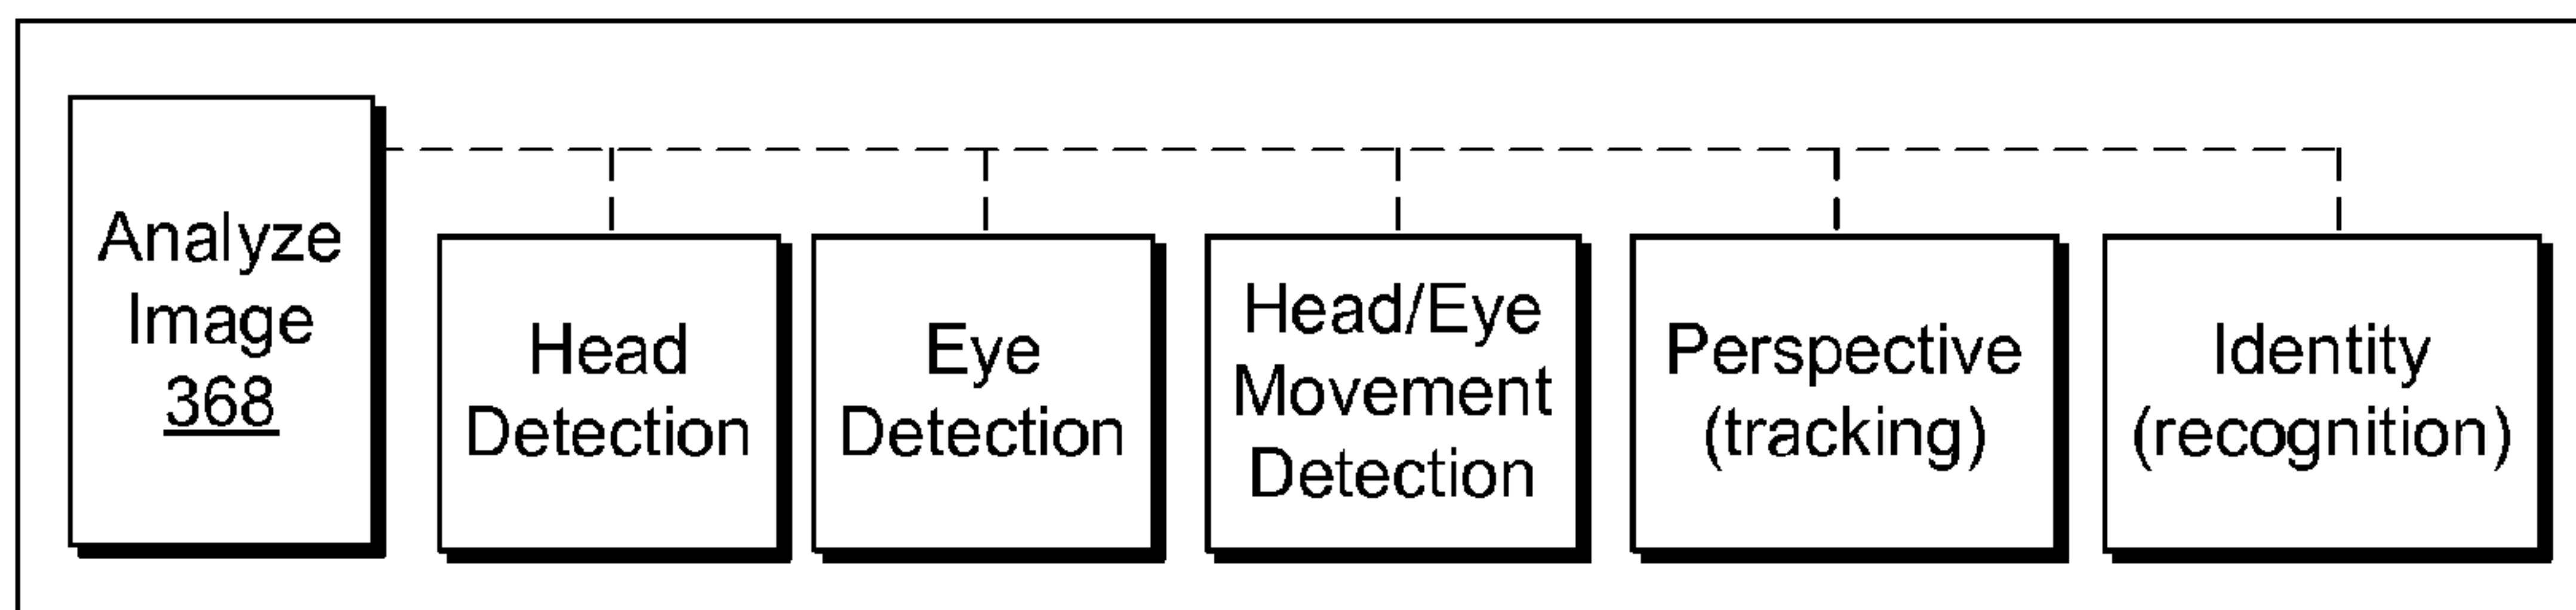 Analyze
Image
368
Head
Detection
Eye
Detection
Head/Eye
Movement
Detection
Perspective
(tracking)
Identity
(recognition)